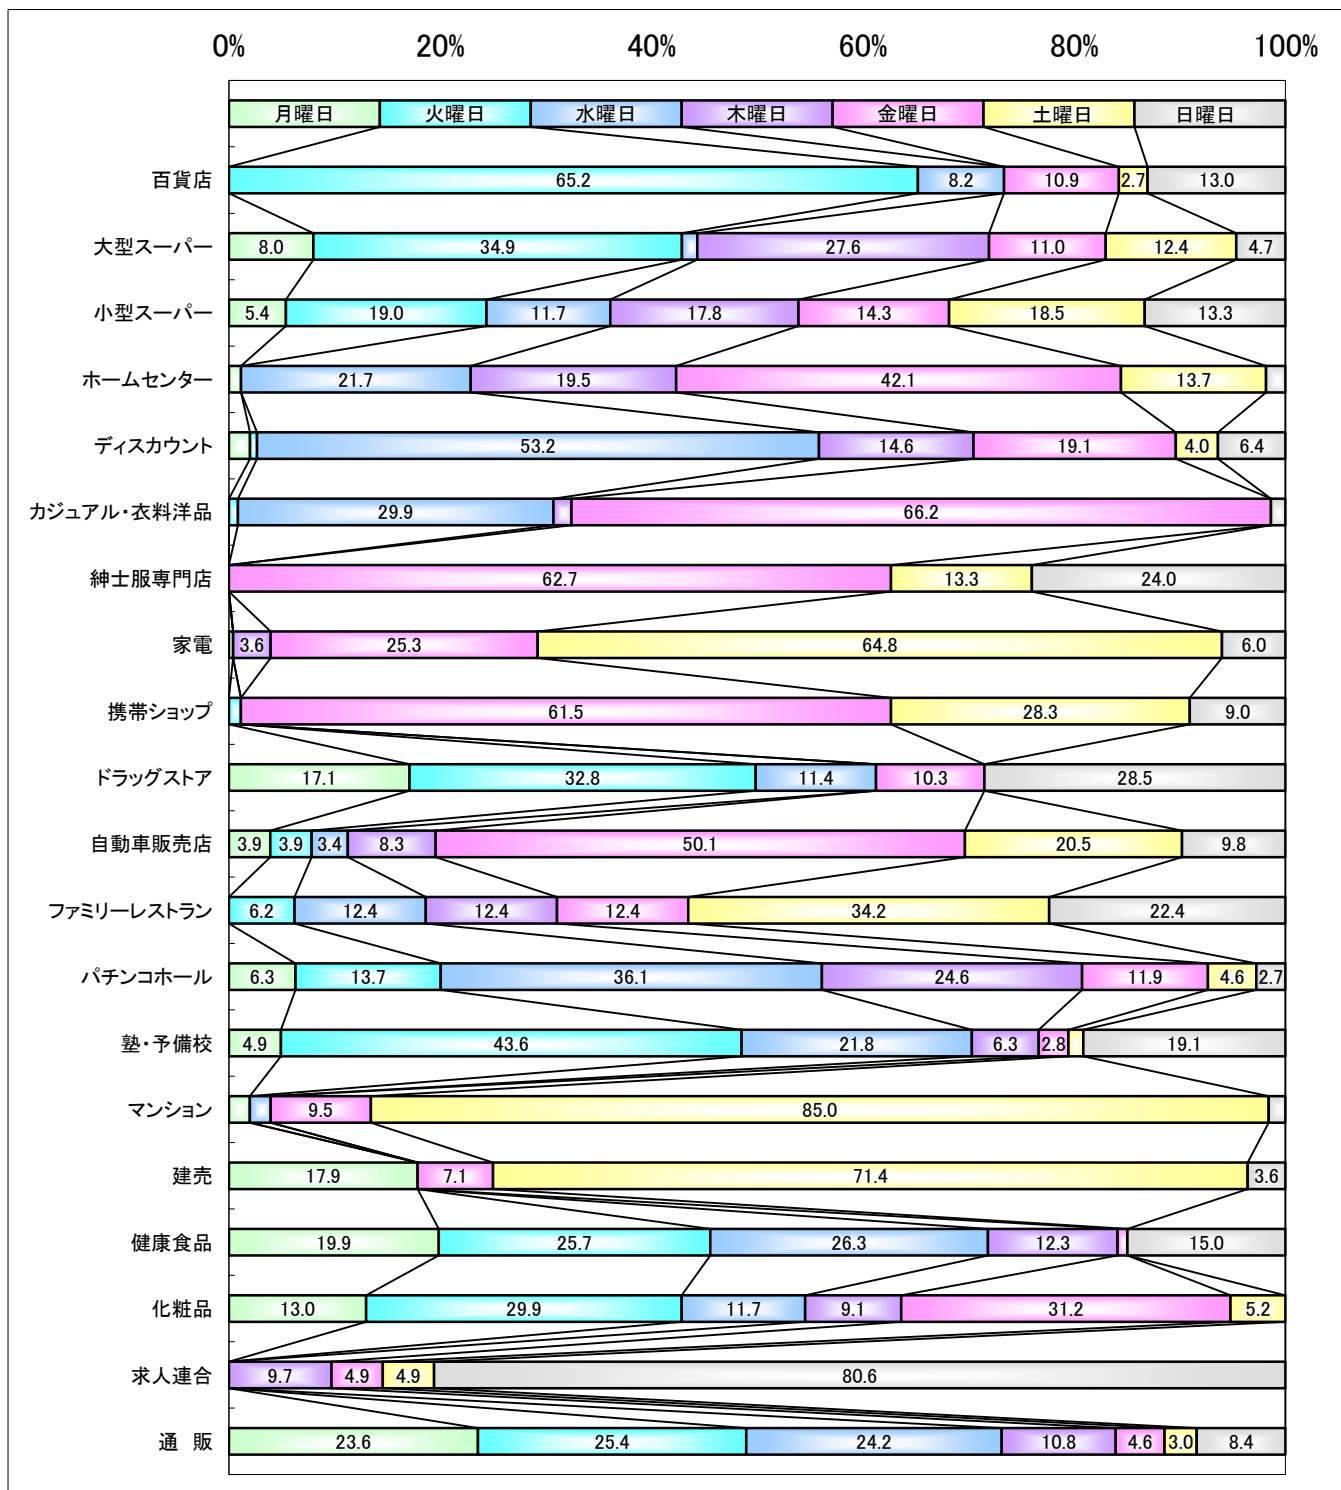 0% 20% 40% 60% 80% 100%
月曜日 火曜日 水曜日 木曜日 金曜日 土曜日 日曜日
百貨店 65.2 8.2 10.9 2.7 13.0
大型スーパー 8.0 34.9 27.6 11.0 12.4 4.7
小型スーパー 5.4 19.0 11.7 17.8 14.3 18.5 13.3
ホームセンター 21.7 19.5 42.1 13.7
ディスカウント 53.2 14.6 19.1 4.0 6.4
カジュアル・衣料洋品 29.9 66.2
紳士服専門店 62.7 13.3 24.0
家電 3.6 25.3 64.8 6.0
携帯ショップ 61.5 28.3 9.0
ドラッグストア 17.1 32.8 11.4 10.3 28.5
自動車販売店 3.9 3.9 3.4 8.3 50.1 20.5 9.8
ファミリーレストラン 6.2 12.4 12.4 12.4 34.2 22.4
パチンコホール 6.3 13.7 36.1 24.6 11.9 4.6 2.7
塾・予備校 4.9 43.6 21.8 6.3 2.8 19.1
マンション 9.5 85.0
建売 17.9 7.1 71.4 3.6
健康食品 19.9 25.7 26.3 12.3 15.0
化粧品 13.0 29.9 11.7 9.1 31.2 5.2
求人連合 9.7 4.9 4.9 80.6
通 販 23.6 25.4 24.2 10.8 4.6 3.0 8.4